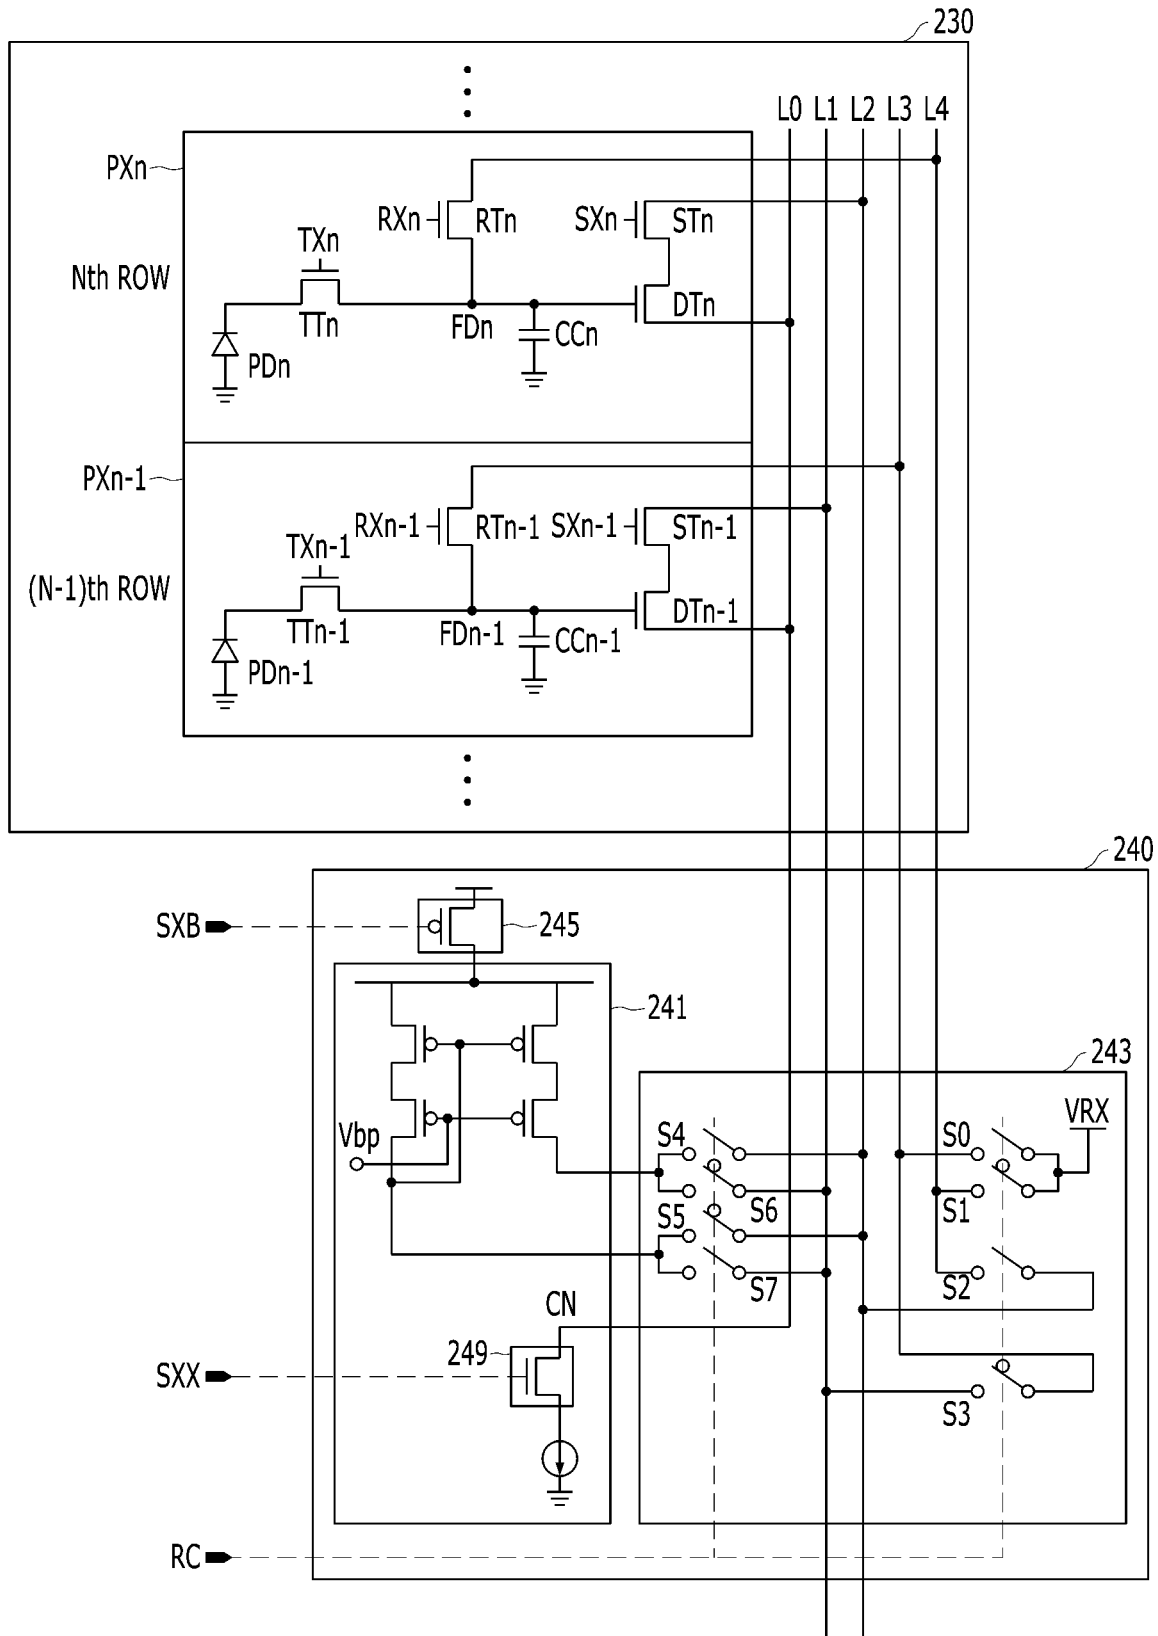 230
L0 L1 L2 L3 L4
PXn
RXn RTn SXn STn
TXn
Nth ROW
TTn FDn CCn DTn
PDn
PXn-1
RXn-1 RTn-1 SXn-1 STn-1
TXn-1
(N-1)th ROW
TTn-1 FDn-1 CCn-1 DTn-1
PDn-1
240
SXB 245
241
243
Vbp S4 S0 VRX
S5 S6 S1
S7 S2
CN
249
SXX
S3
RC